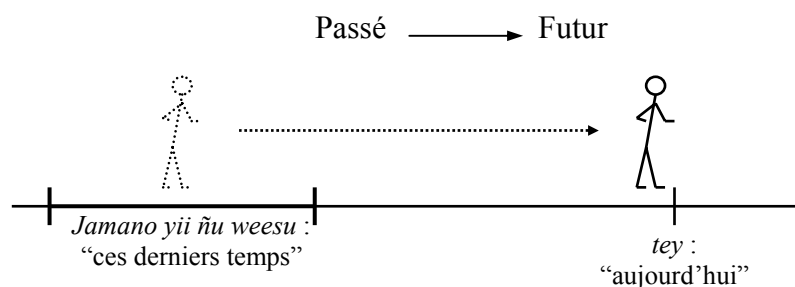 Passé Futur
Jamano yii ñu weesu :
“ces derniers temps”
tey :
“aujourd’hui”